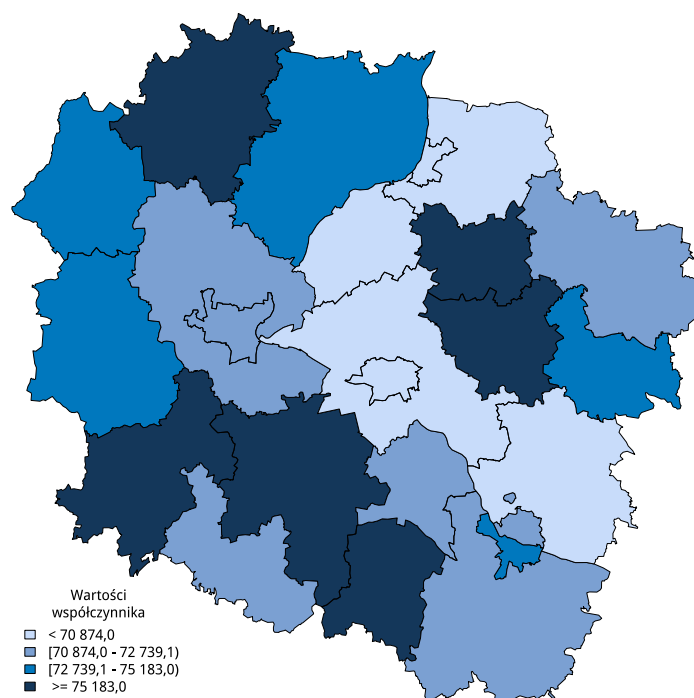 Wartości
współczynnika
< 70 874,0
[70 874,0 - 72 739,1)
[72 739,1 - 75 183,0)
>= 75 183,0